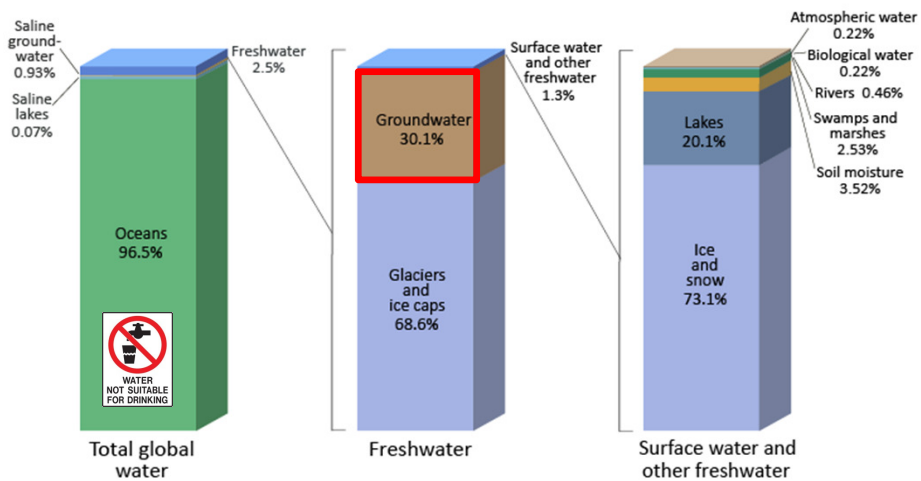 Saline
ground-
water
0.93%
Saline
lakes
0.07%
Freshwater
2.5%
Oceans
96.5%
WATER
NOT SUITABLE
FOR DRINKING
Total global
water
Surface water
and other
freshwater
1.3%
Groundwater
30.1%
Glaciers
and
ice caps
68.6%
Freshwater
Atmospheric water
0.22%
Biological water
0.22%
Rivers 0.46%
Swamps and
marshes
2.53%
Soil moisture
3.52%
Lakes
20.1%
Ice
and
snow
73.1%
Surface water and
other freshwater